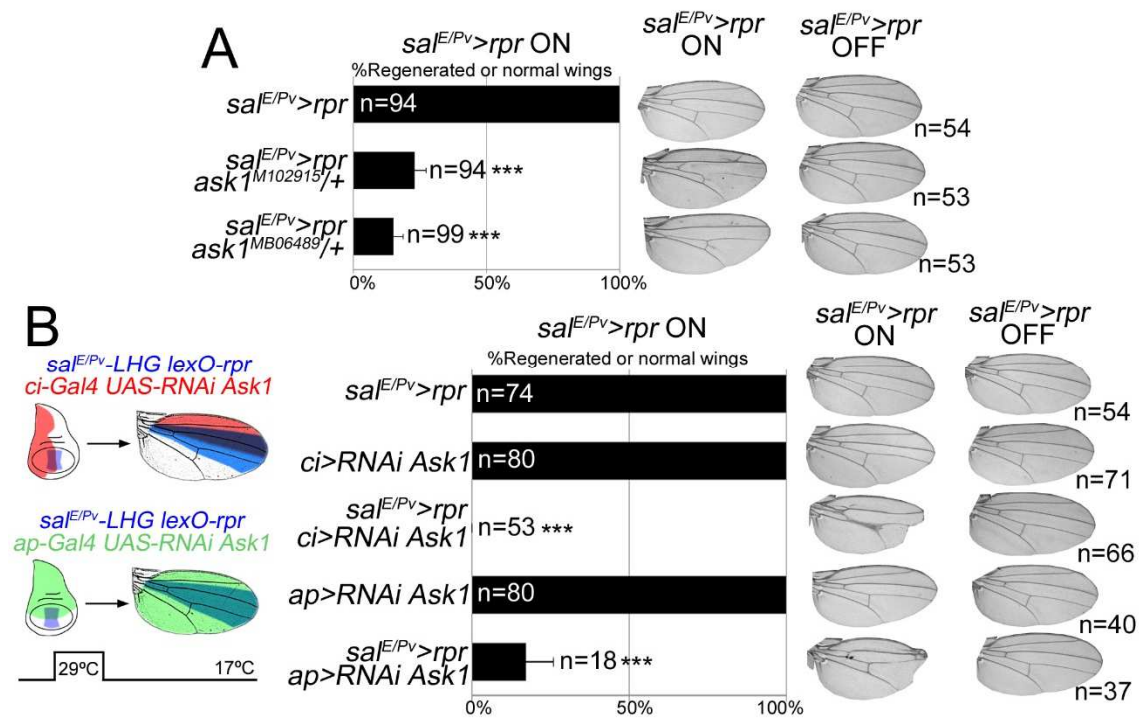 A
sal^E/Pv>rpr ON
%Regenerated or normal wings
sal^E/Pv>rpr
ON
sal^E/Pv>rpr
OFF
sal^E/Pv>rpr
n=94
n=54
sal^E/Pv>rpr
ask1^M102915/+
n=94 ***
n=53
sal^E/Pv>rpr
ask1^MB06489/+
n=99 ***
n=53
0% 50% 100%
B
sal^E/Pv>rpr ON
%Regenerated or normal wings
sal^E/Pv>rpr
ON
sal^E/Pv>rpr
OFF
sal^E/Pv-LHG lexO-rpr
ci-Gal4 UAS-RNAi Ask1
sal^E/Pv-LHG lexO-rpr
ap-Gal4 UAS-RNAi Ask1
29ºC 17ºC
sal^E/Pv>rpr
n=74
n=54
ci>RNAi Ask1
n=80
n=71
sal^E/Pv>rpr
ci>RNAi Ask1
n=53 ***
n=66
ap>RNAi Ask1
n=80
n=40
sal^E/Pv>rpr
ap>RNAi Ask1
n=18 ***
n=37
0% 50% 100%